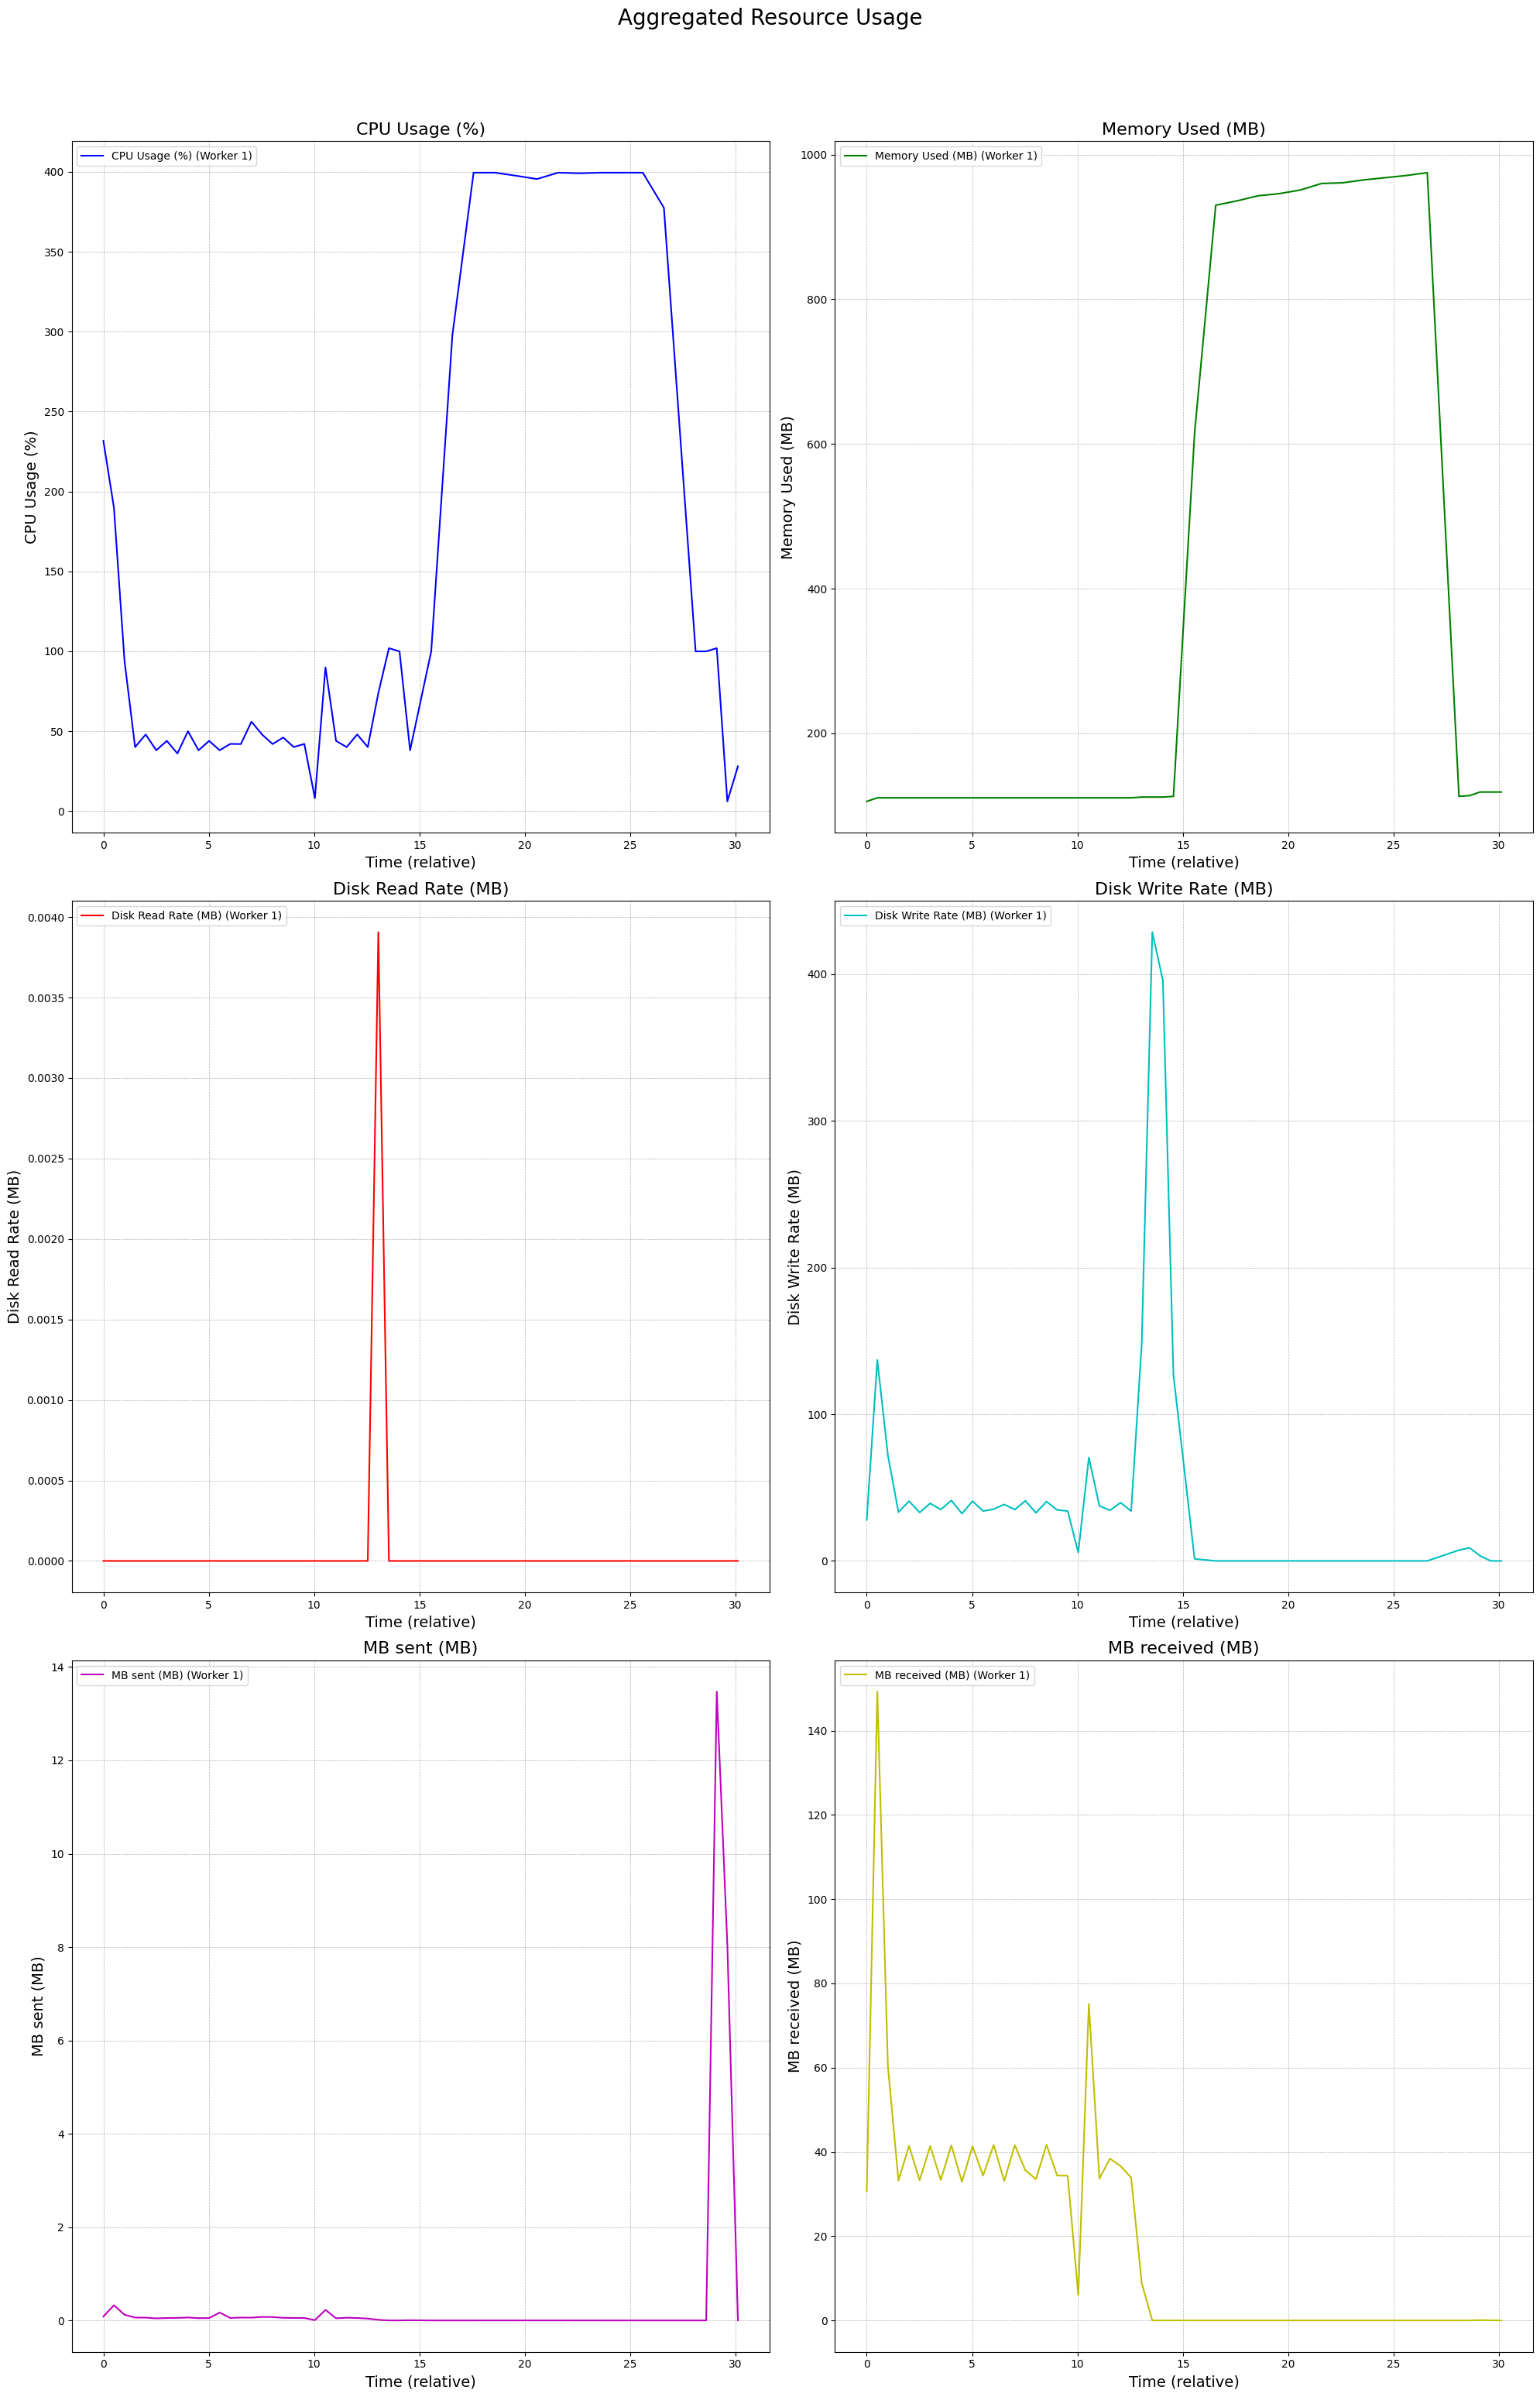 Aggregated Resource Usage
CPU Usage (%)
CPU Usage (%) (Worker 1)
CPU Usage (%)
400
350
300
250
200
150
100
50
0
0 5 10 15 20 25 30
Time (relative)
Memory Used (MB)
Memory Used (MB) (Worker 1)
Memory Used (MB)
1000
800
600
400
200
0 5 10 15 20 25 30
Time (relative)
Disk Read Rate (MB)
Disk Read Rate (MB) (Worker 1)
Disk Read Rate (MB)
0.0040
0.0035
0.0030
0.0025
0.0020
0.0015
0.0010
0.0005
0.0000
0 5 10 15 20 25 30
Time (relative)
Disk Write Rate (MB)
Disk Write Rate (MB) (Worker 1)
Disk Write Rate (MB)
400
300
200
100
0
0 5 10 15 20 25 30
Time (relative)
MB sent (MB)
MB sent (MB) (Worker 1)
MB sent (MB)
14
12
10
8
6
4
2
0
0 5 10 15 20 25 30
Time (relative)
MB received (MB)
MB received (MB) (Worker 1)
MB received (MB)
140
120
100
80
60
40
20
0
0 5 10 15 20 25 30
Time (relative)